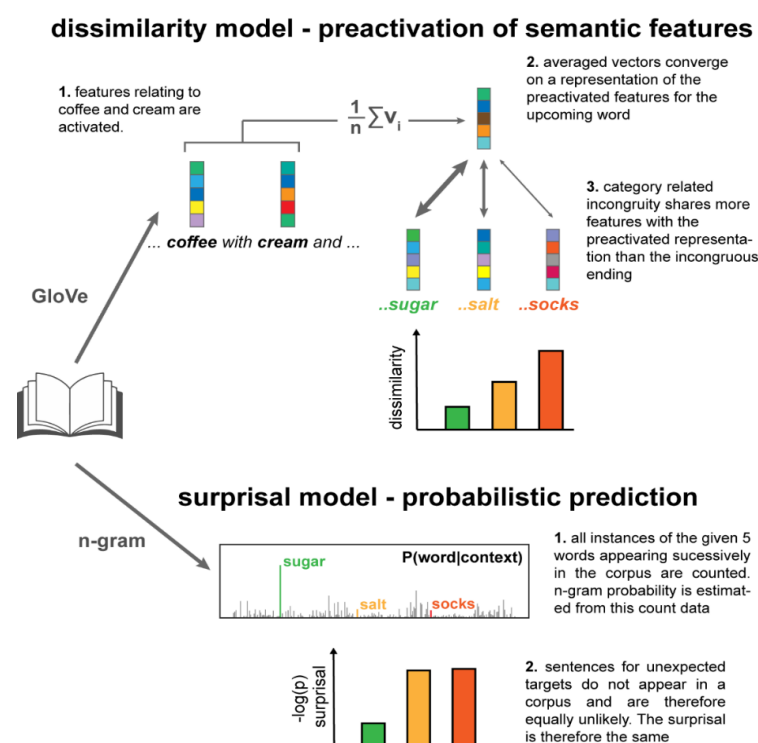 dissimilarity model - preactivation of semantic features
1. features relating to
coffee and cream are
activated.
1/n ∑vᵢ
2. averaged vectors converge
on a representation of the
preactivated features for the
upcoming word
... coffee with cream and ...
3. category related
incongruity shares more
features with the
preactivated representa-
tion than the incongruous
ending
GloVe
..sugar ..salt ..socks
dissimilarity
surprisal model - probabilistic prediction
n-gram
P(word|context)
sugar
salt
socks
1. all instances of the given 5
words appearing sucessively
in the corpus are counted.
n-gram probability is estimat-
ed from this count data
-log(p)
surprisal
2. sentences for unexpected
targets do not appear in a
corpus and are therefore
equally unlikely. The surprisal
is therefore the same